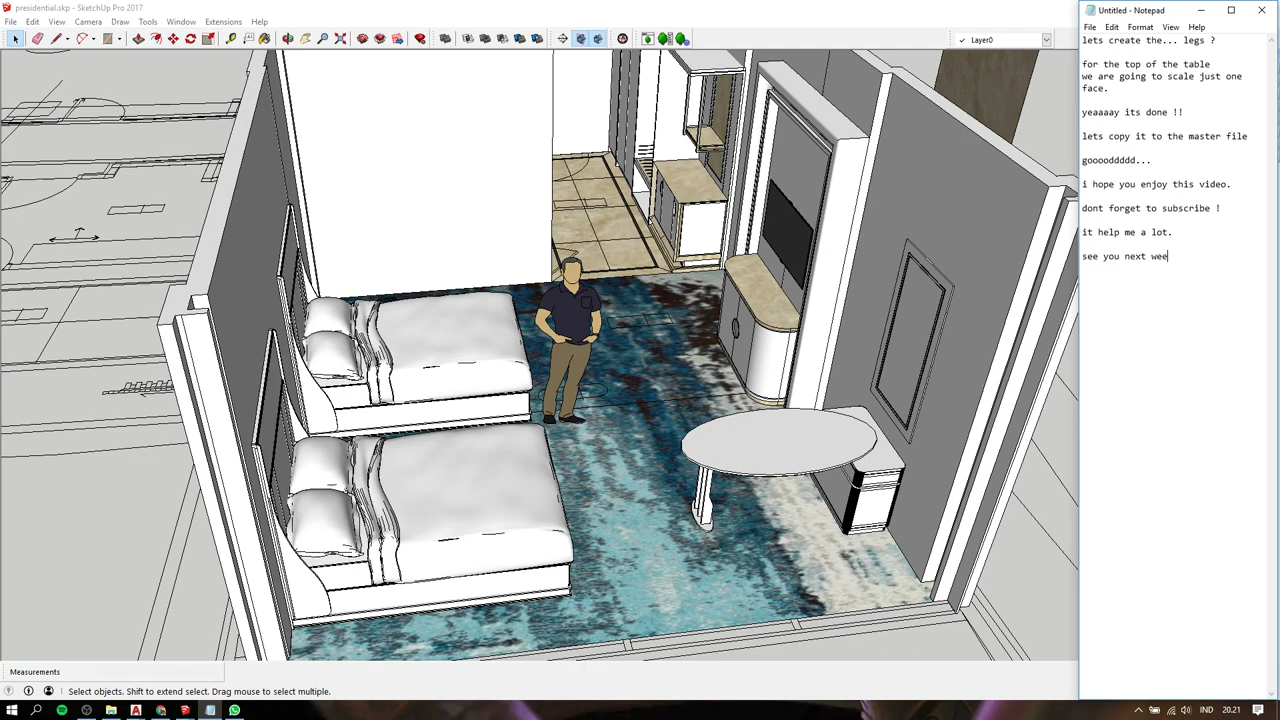 presidential.skp - SketchUp Pro 2017
File Edit View Camera Draw Tools Window Extensions Help
Layer0
Measurements
Select objects. Shift to extend select. Drag mouse to select multiple.
Untitled - Notepad
File Edit Format View Help
lets create the... legs ?
for the top of the table
we are going to scale just one
face.
yeaaaay its done !!
lets copy it to the master file
goooodddd...
i hope you enjoy this video.
dont forget to subscribe !
it help me a lot.
see you next wee
IND 20.21